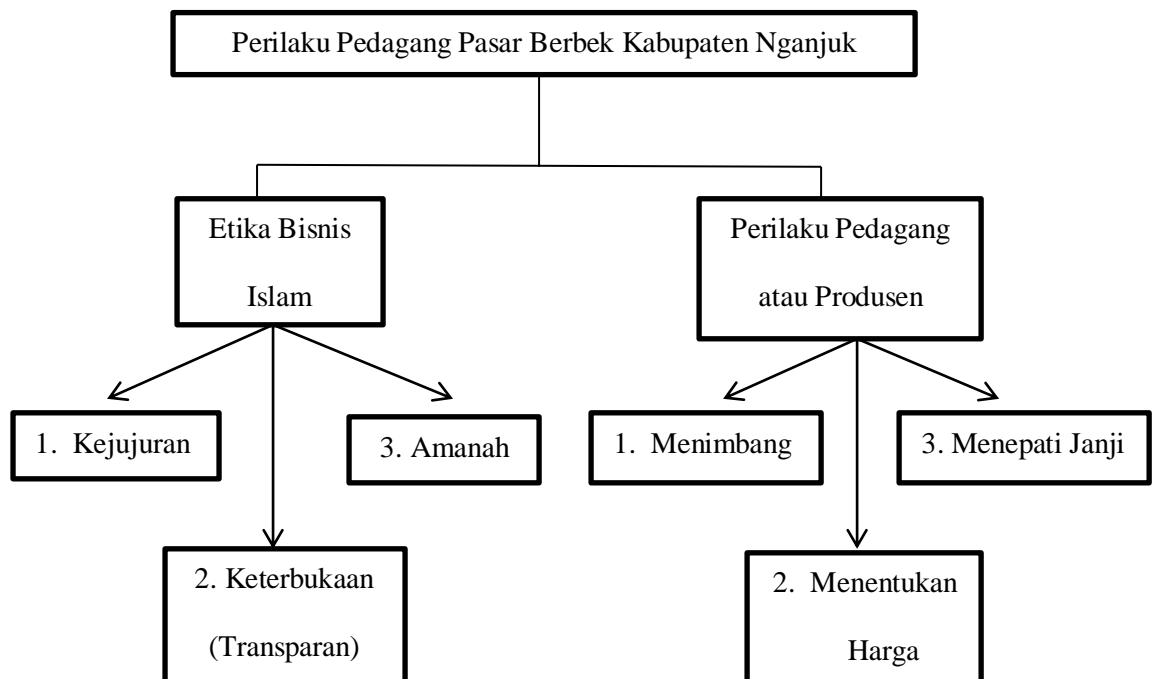 Perilaku Pedagang Pasar Berbek Kabupaten Nganjuk
Etika Bisnis
Islam
Perilaku Pedagang
atau Produsen
1. Kejujuran
3. Amanah
1. Menimbang
3. Menepati Janji
2. Keterbukaan
(Transparan)
2. Menentukan
Harga